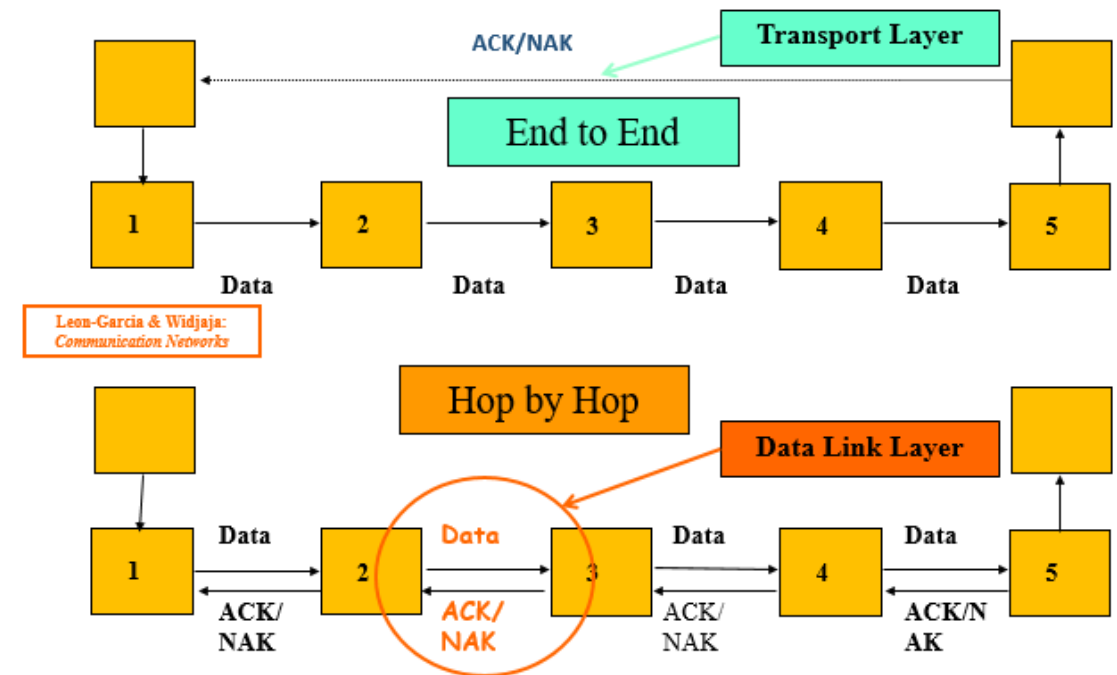 ACK/NAK
Transport Layer
End to End
1
2
3
4
5
Data
Data
Data
Data
Leon-Garcia & Widjaja:
Communication Networks
Hop by Hop
Data Link Layer
Data
Data
Data
Data
1
2
3
4
5
ACK/
NAK
ACK/
NAK
ACK/
NAK
ACK/N
AK